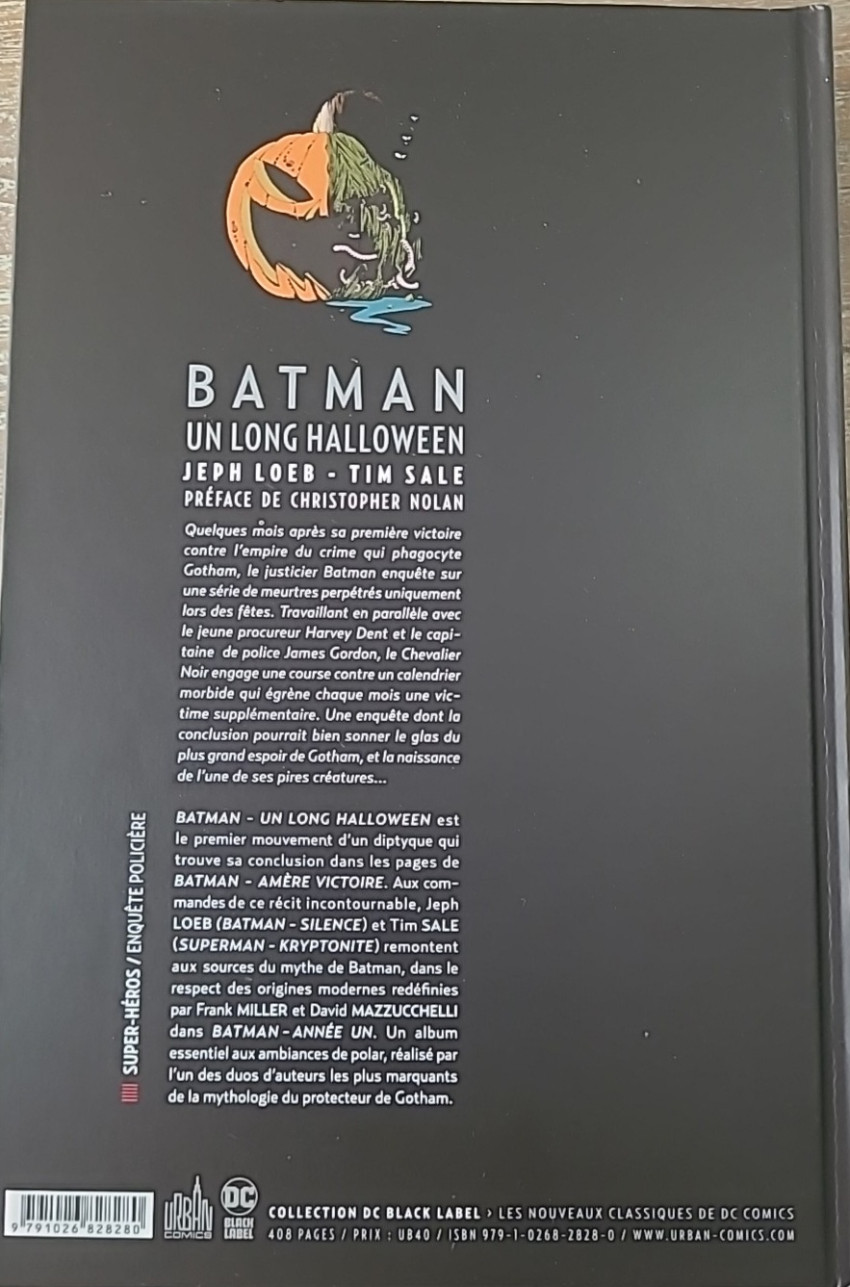 BATMAN
UN LONG HALLOWEEN
JEPH LOEB - TIM SALE
PRÉFACE DE CHRISTOPHER NOLAN
Quelques mois après sa première victoire
contre l'empire du crime qui phagocyte
Gotham, le justicier Batman enquête sur
une série de meurtres perpétrés uniquement
lors des fêtes. Travaillant en parallèle avec
le jeune procureur Harvey Dent et le capi-
taine de police James Gordon, le Chevalier
Noir engage une course contre un calendrier
morbide qui égrène chaque mois une vic-
time supplémentaire. Une enquête dont la
conclusion pourrait bien sonner le glas du
plus grand espoir de Gotham, et la naissance
de l'une de ses pires créatures...
BATMAN - UN LONG HALLOWEEN est
le premier mouvement d'un diptyque qui
trouve sa conclusion dans les pages de
BATMAN - AMÈRE VICTOIRE. Aux com-
mandes de ce récit incontournable, Jeph
LOEB (BATMAN - SILENCE) et Tim SALE
(SUPERMAN - KRYPTONITE) remontent
aux sources du mythe de Batman, dans le
respect des origines modernes redéfinies
par Frank MILLER et David MAZZUCCHELLI
dans BATMAN - ANNÉE UN. Un album
essentiel aux ambiances de polar, réalisé par
l'un des duos d'auteurs les plus marquants
de la mythologie du protecteur de Gotham.
SUPER-HÉROS / ENQUÊTE POLICIÈRE
9 791026 828280
URBAN
COMICS
DC
BLACK
LABEL
COLLECTION DC BLACK LABEL > LES NOUVEAUX CLASSIQUES DE DC COMICS
408 PAGES / PRIX : UB40 / ISBN 979-1-0268-2828-0 / WWW.URBAN-COMICS.COM